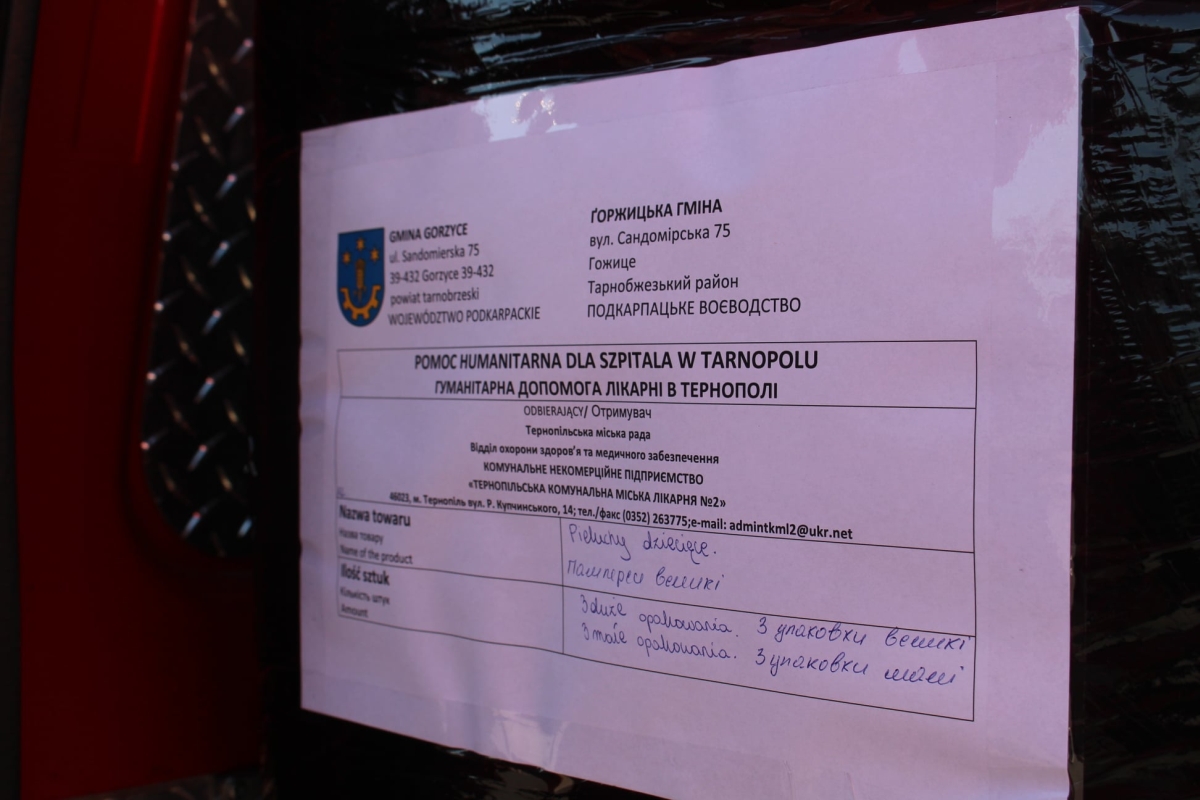 GMINA GORZYCE
ul. Sandomierska 75
39-432 Gorzyce 39-432
powiat tarnobrzeski
WOJEWÓDZTWO PODKARPACKIE
ҐОРЖИЦЬКА ГМІНА
вул. Сандомірська 75
Гожице
Тарнобжезький район
ПОДКАРПАЦЬКЕ ВОЄВОДСТВО
POMOC HUMANITARNA DLA SZPITALA W TARNOPOLU
ГУМАНІТАРНА ДОПОМОГА ЛІКАРНІ В ТЕРНОПОЛІ
ODBIERAJĄCY/ Отримувач
Тернопільська міська рада
Відділ охорони здоров'я та медичного забезпечення
КОМУНАЛЬНЕ НЕКОМЕРЦІЙНЕ ПІДПРИЄМСТВО
«ТЕРНОПІЛЬСЬКА КОМУНАЛЬНА МІСЬКА ЛІКАРНЯ №2»
46023, м. Тернопіль вул. Р. Купчинського, 14; тел./факс (0352) 263775;e-mail: admintkml2@ukr.net
Nazwa towaru
Назва товару
Name of the product
Pieluchy dziecięce.
Памперси великі
Ilość sztuk
Кількість штук
Amount
3 duże opakowania. 3 упаковки великі
3 małe opakowania. 3 упаковки малі